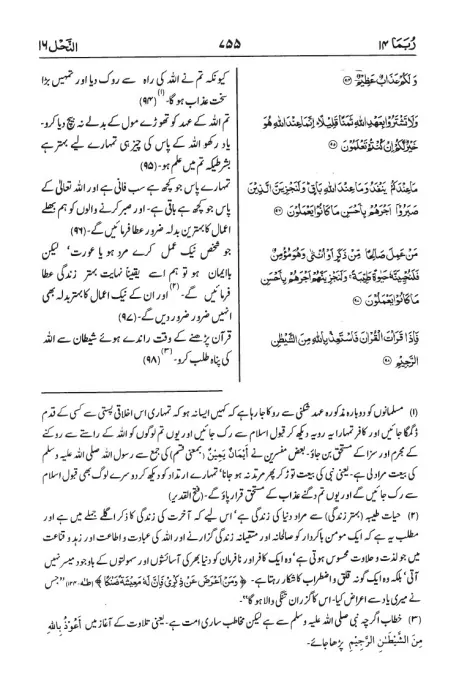 رُبَمَا ۱۴
۷۵۵
النَّحْل ۱۶
وَلَكُمْ عَذَابٌ عَظِيمٌ
وَلَا تَشْتَرُوا بِعَهْدِ اللّٰهِ ثَمَنًا قَلِيلًا إِنَّمَا عِنْدَ اللّٰهِ هُوَ
خَيْرٌ لَّكُمْ إِنْ كُنْتُمْ تَعْلَمُونَ
مَا عِنْدَكُمْ يَنْفَدُ وَمَا عِنْدَ اللّٰهِ بَاقٍ وَلَنَجْزِيَنَّ الَّذِينَ
صَبَرُوا أَجْرَهُمْ بِأَحْسَنِ مَا كَانُوا يَعْمَلُونَ
مَنْ عَمِلَ صَالِحًا مِّنْ ذَكَرٍ أَوْ أُنْثٰى وَهُوَ مُؤْمِنٌ
فَلَنُحْيِيَنَّهُ حَيٰوةً طَيِّبَةً وَلَنَجْزِيَنَّهُمْ أَجْرَهُمْ بِأَحْسَنِ
مَا كَانُوا يَعْمَلُونَ
فَإِذَا قَرَأْتَ الْقُرْاٰنَ فَاسْتَعِذْ بِاللّٰهِ مِنَ الشَّيْطٰنِ
الرَّجِيمِ
کیونکہ تم نے اللہ کی راہ سے روک دیا اور تمہیں بڑا
سخت عذاب ہو گا۔(۱) (۹۴)
تم اللہ کے عہد کو تھوڑے مول کے بدلے نہ بیچ دیا کرو۔
یاد رکھو اللہ کے پاس کی چیز ہی تمہارے لیے بہتر ہے
بشرطیکہ تم میں علم ہو۔ (۹۵)
تمہارے پاس جو کچھ ہے سب فانی ہے اور اللہ تعالیٰ کے
پاس جو کچھ ہے باقی ہے۔ اور صبر کرنے والوں کو ہم بھلے
اعمال کا بہترین بدلہ ضرور عطا فرمائیں گے۔ (۹۶)
جو شخص نیک عمل کرے مرد ہو یا عورت، لیکن
باایمان ہو تو ہم اسے یقیناً نہایت بہتر زندگی عطا
فرمائیں گے۔(۲) اور ان کے نیک اعمال کا بہتر بدلہ بھی
انہیں ضرور ضرور دیں گے۔ (۹۷)
قرآن پڑھنے کے وقت راندے ہوئے شیطان سے اللہ
کی پناہ طلب کرو۔(۳) (۹۸)
(۱) مسلمانوں کو دوبارہ مذکورہ عہد شکنی سے روکا جا رہا ہے کہ کہیں ایسا نہ ہو کہ تمہاری اس اخلاقی پستی سے کسی کے قدم
ڈگمگا جائیں اور کافر تمہارا یہ رویہ دیکھ کر قبول اسلام سے رک جائیں اور یوں تم لوگوں کو اللہ کے راستے سے روکنے
کے مجرم اور سزا کے مستحق بن جاؤ۔ بعض مفسرین نے أَیْمَانٌ یَمِیْنٌ (بمعنی قسم) کی جمع سے رسول اللہ صلی اللہ علیہ وسلم
کی بیعت مراد لی ہے۔ یعنی نبی کی بیعت توڑ کر پھر مرتد نہ ہو جانا، تمہارے ارتداد کو دیکھ کر دوسرے لوگ بھی قبول اسلام
سے رک جائیں گے اور یوں تم دگنے عذاب کے مستحق قرار پاؤ گے۔ (فتح القدیر)
(۲) حیات طیبہ (بہتر زندگی) سے مراد دنیا کی زندگی ہے، اس لیے کہ آخرت کی زندگی کا ذکر اگلے جملے میں ہے اور
مطلب یہ ہے کہ ایک مومن باکردار کو صالحانہ اور متقیانہ زندگی گزارنے اور اللہ کی عبادت و اطاعت اور زہد و قناعت
میں جو لذت و حلاوت محسوس ہوتی ہے، وہ ایک کافر اور نافرمان کو دنیا بھر کی آسائشوں اور سہولتوں کے باوجود میسر نہیں
آتی، بلکہ وہ ایک گونہ قلق و اضطراب کا شکار رہتا ہے۔ ﴿ وَمَنْ أَعْرَضَ عَنْ ذِكْرِي فَإِنَّ لَهُ مَعِيشَةً ضَنْكًا ﴾ (طٰہٰ۔۱۲۴) "جس
نے میری یاد سے اعراض کیا۔ اس کا گزران تنگی والا ہو گا"۔
(۳) خطاب اگرچہ نبی صلی اللہ علیہ وسلم سے ہے لیکن مخاطب ساری امت ہے۔ یعنی تلاوت کے آغاز میں أَعُوذُ بِاللّٰهِ
مِنَ الشَّيْطٰنِ الرَّجِيمِ پڑھا جائے۔